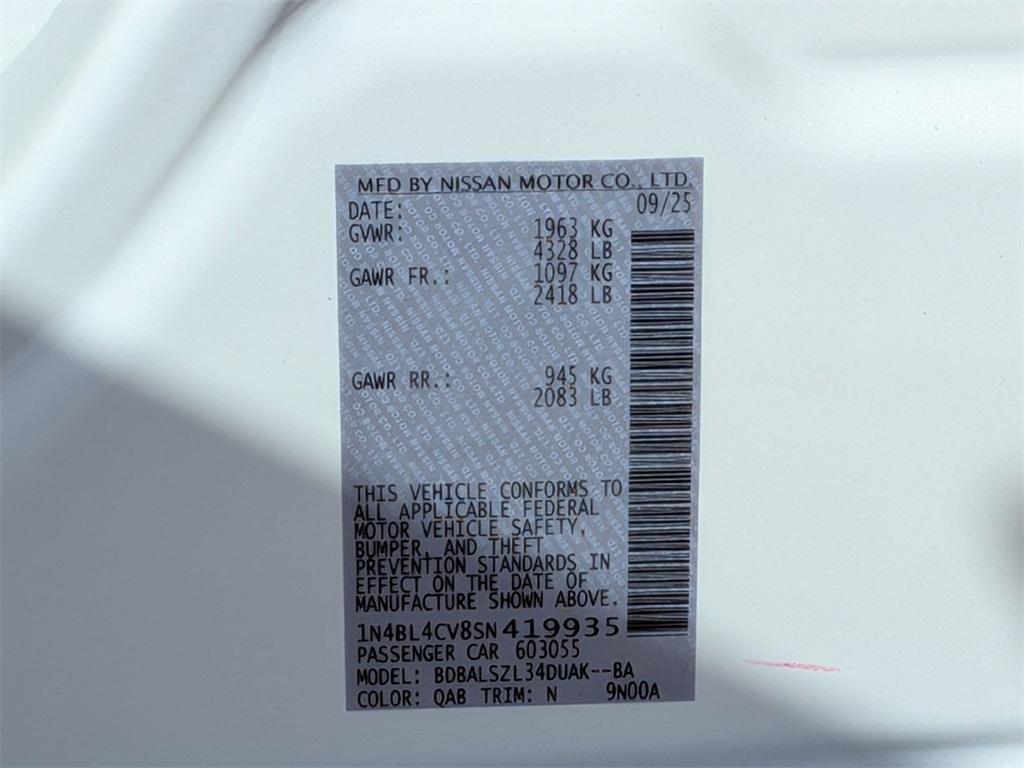 MFD BY NISSAN MOTOR CO., LTD.
DATE: 09/25
GVWR: 1963 KG
4328 LB
GAWR FR.: 1097 KG
2418 LB
GAWR RR.: 945 KG
2083 LB
THIS VEHICLE CONFORMS TO
ALL APPLICABLE FEDERAL
MOTOR VEHICLE SAFETY,
BUMPER, AND THEFT
PREVENTION STANDARDS IN
EFFECT ON THE DATE OF
MANUFACTURE SHOWN ABOVE.
1N4BL4CV8SN419935
PASSENGER CAR 603055
MODEL: BDBALSZL34DUAK--BA
COLOR: QAB TRIM: N 9N00A